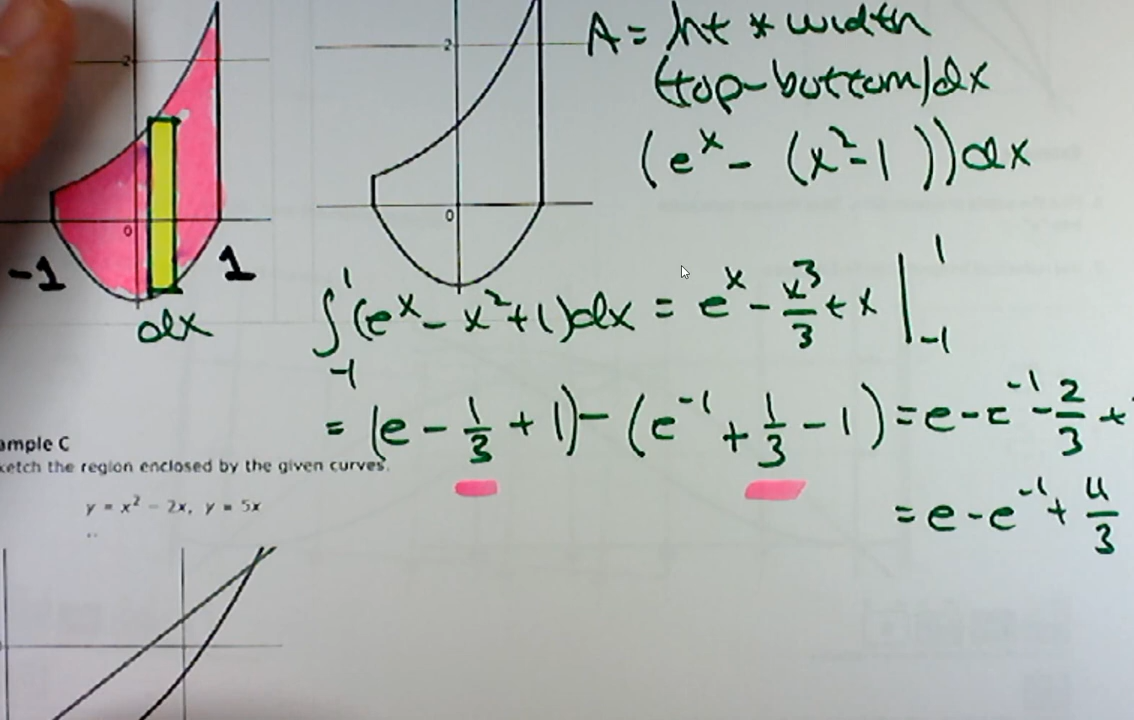 A = ht * width
(top-bottom)dx
(e^x - (x^2-1))dx
2
2
0
0
-1
1
dx
∫_{-1}^{1} (e^x - x^2+1)dx = e^x - x^3/3 + x |_{-1}^{1}
= (e - 1/3 + 1) - (e^{-1} + 1/3 - 1) = e - e^{-1} - 2/3 +
= e - e^{-1} + 4/3
ample C
ketch the region enclosed by the given curves.
y = x^2 - 2x, y = 5x